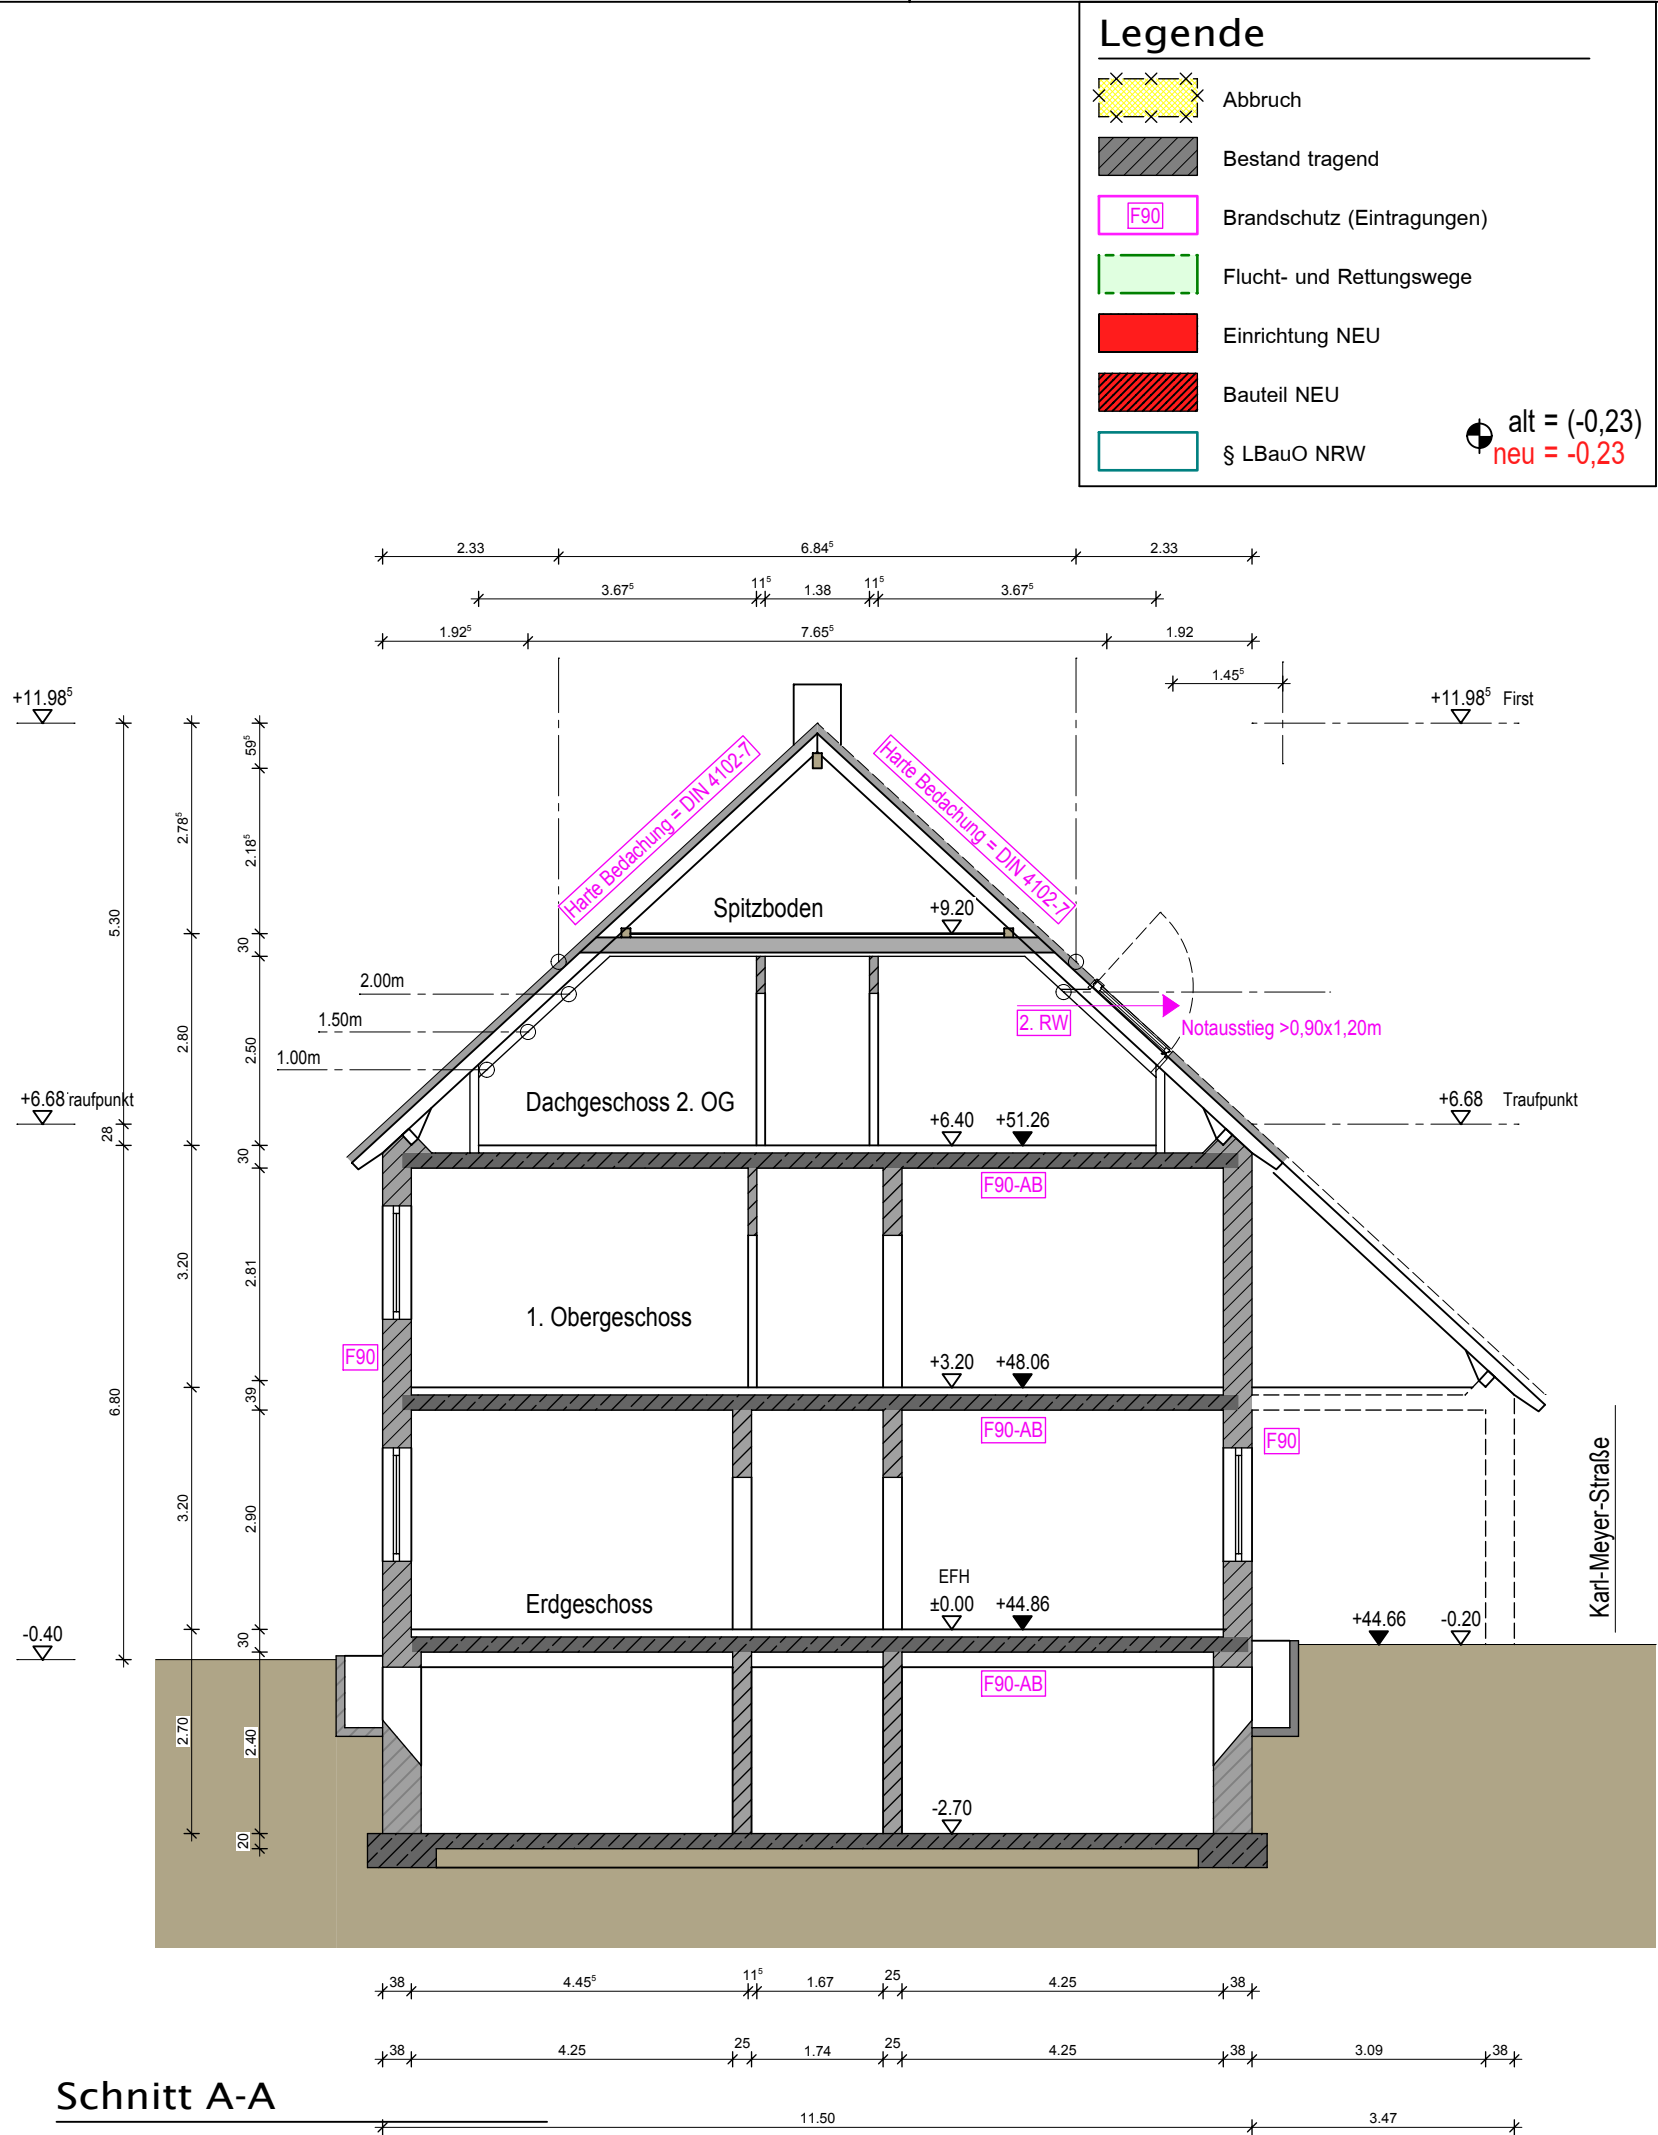 Legende
Abbruch
Bestand tragend
F90
Brandschutz (Eintragungen)
Flucht- und Rettungswege
Einrichtung NEU
Bauteil NEU
§ LBauO NRW
alt = (-0,23)
neu = -0,23
2.33
6.84⁵
2.33
3.67⁵
11⁵
1.38
11⁵
3.67⁵
1.92⁵
7.65⁵
1.92
1.45⁵
+11.98⁵
+11.98⁵ First
59⁵
2.78⁵
2.18⁵
5.30
30
2.80
2.50
Harte Bedachung = DIN 4102-7
Harte Bedachung = DIN 4102-7
Spitzboden
+9.20
2.00m
1.50m
1.00m
2. RW
Notausstieg >0,90x1,20m
Dachgeschoss 2. OG
+6.68 raufpunkt
+6.68 Traufpunkt
+6.40 +51.26
28
30
F90-AB
3.20
2.81
1. Obergeschoss
F90
+3.20 +48.06
6.80
39
F90-AB
F90
3.20
2.90
Karl-Meyer-Straße
EFH
Erdgeschoss
±0.00 +44.86
+44.66 -0.20
-0.40
30
F90-AB
2.70
2.40
-2.70
20
38
4.45⁵
11⁵
1.67
25
4.25
38
38
4.25
25
1.74
25
4.25
38
3.09
38
Schnitt A-A
11.50
3.47